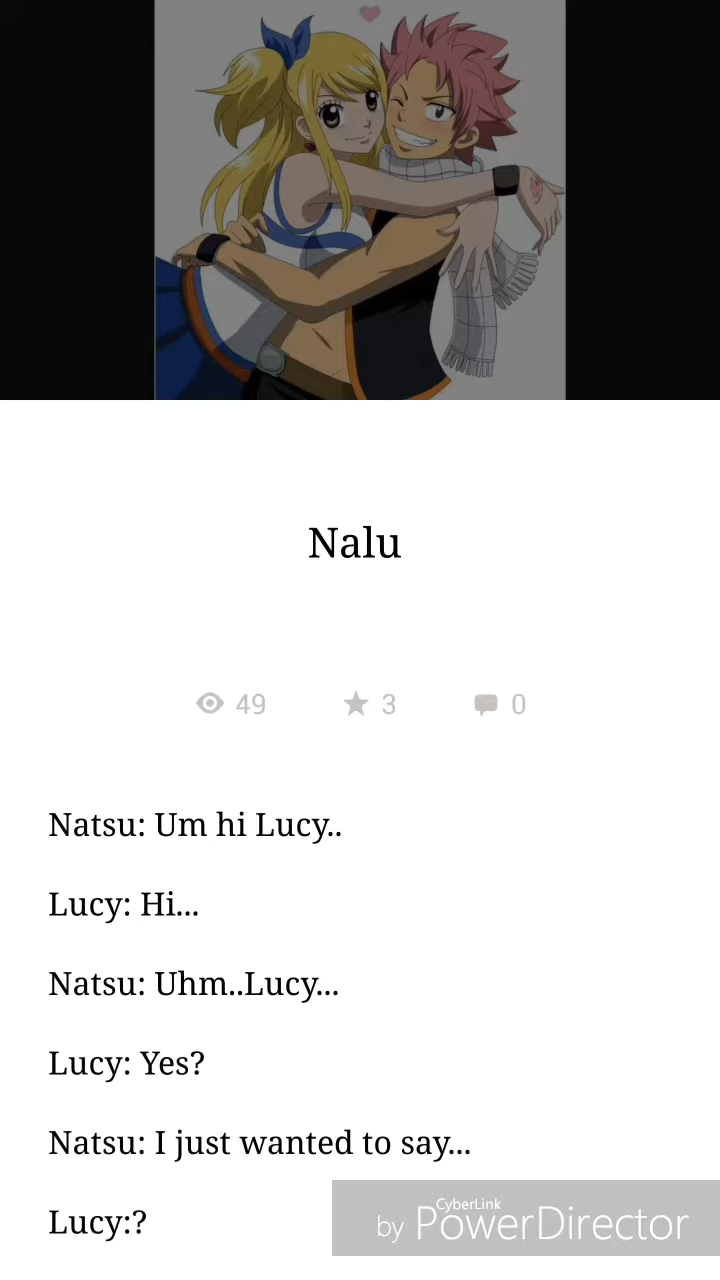 Nalu
49 3 0
Natsu: Um hi Lucy..
Lucy: Hi...
Natsu: Uhm..Lucy...
Lucy: Yes?
Natsu: I just wanted to say...
Lucy:?
CyberLink
by PowerDirector